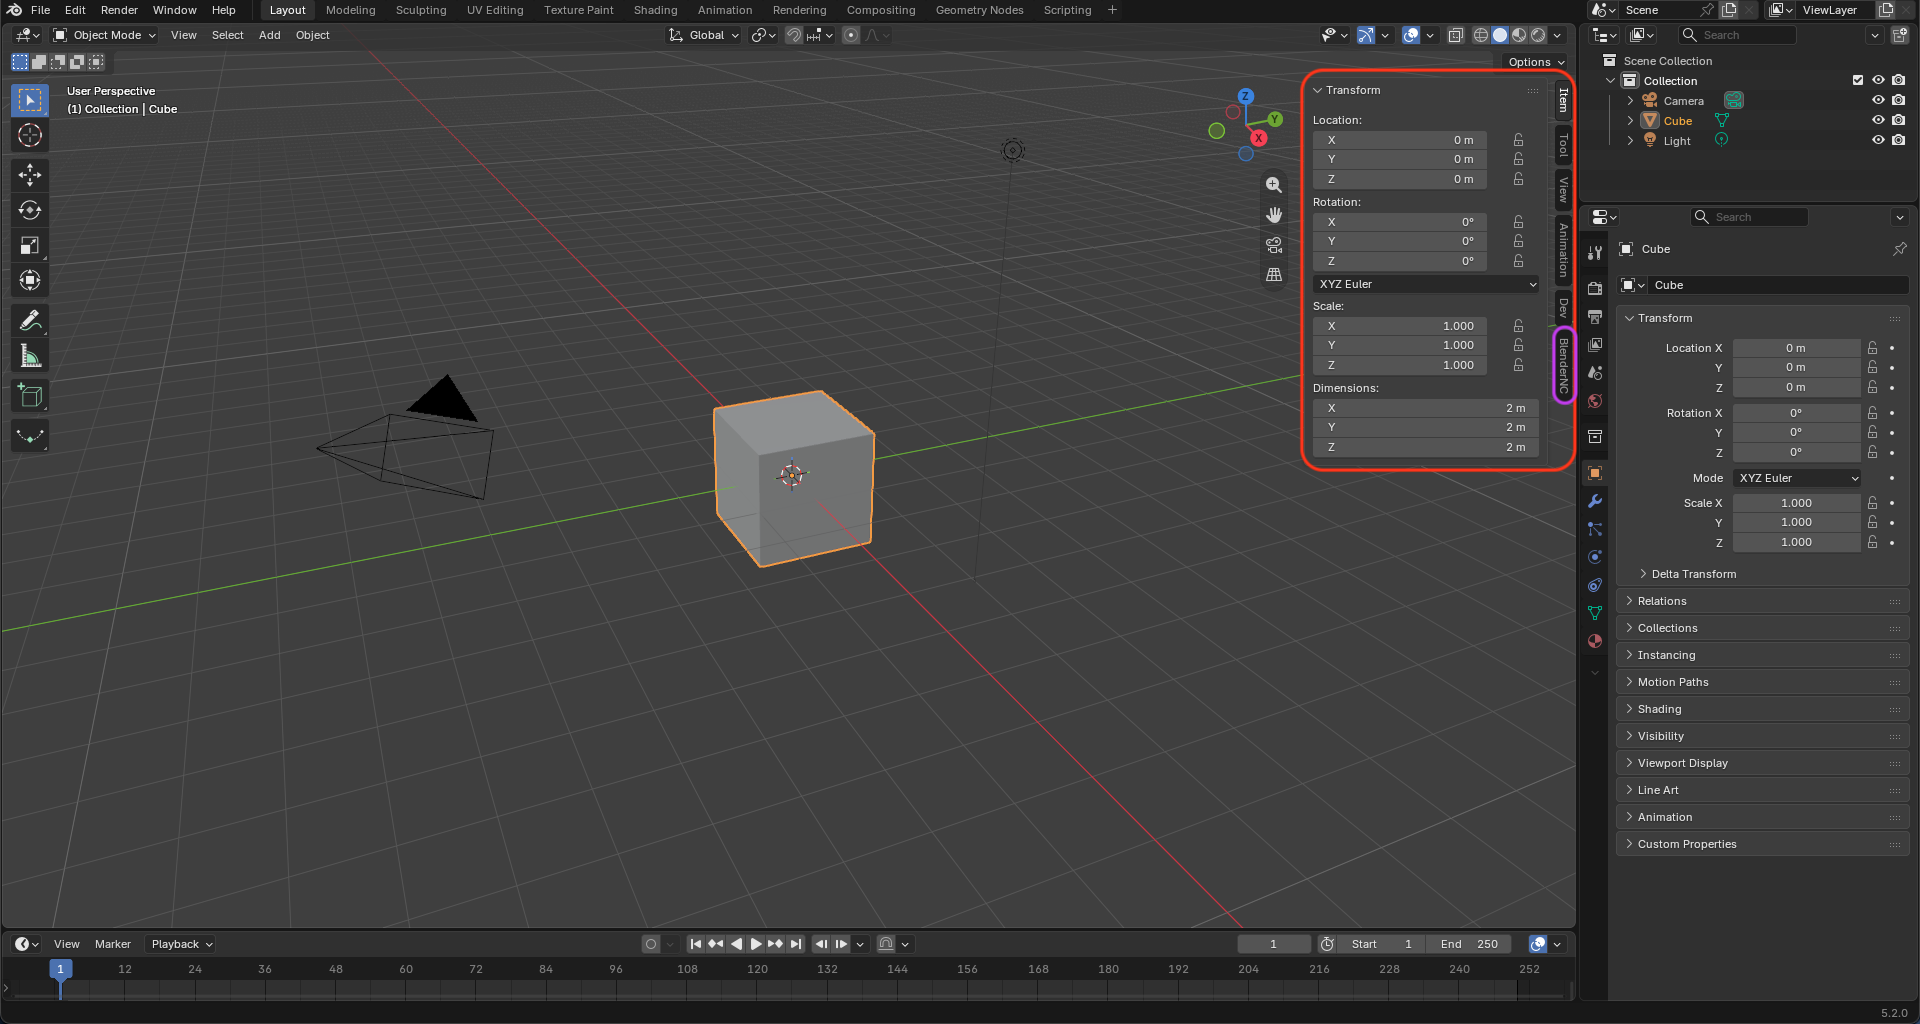 File Edit Render Window Help Layout Modeling Sculpting UV Editing Texture Paint Shading Animation Rendering Compositing Geometry Nodes Scripting Scene ViewLayer
Object Mode View Select Add Object Global
Options
User Perspective
(1) Collection | Cube
Z
Y
X
Transform
Location:
X 0 m
Y 0 m
Z 0 m
Rotation:
X 0°
Y 0°
Z 0°
XYZ Euler
Scale:
X 1.000
Y 1.000
Z 1.000
Dimensions:
X 2 m
Y 2 m
Z 2 m
Item
Tool
View
Animation
Dev
BlenderNC
Search
Scene Collection
Collection
Camera
Cube
Light
Search
Cube
Cube
Transform
Location X 0 m
Y 0 m
Z 0 m
Rotation X 0°
Y 0°
Z 0°
Mode XYZ Euler
Scale X 1.000
Y 1.000
Z 1.000
Delta Transform
Relations
Collections
Instancing
Motion Paths
Shading
Visibility
Viewport Display
Line Art
Animation
Custom Properties
View Marker Playback 1 Start 1 End 250
1 12 24 36 48 60 72 84 96 108 120 132 144 156 168 180 192 204 216 228 240 252
5.2.0